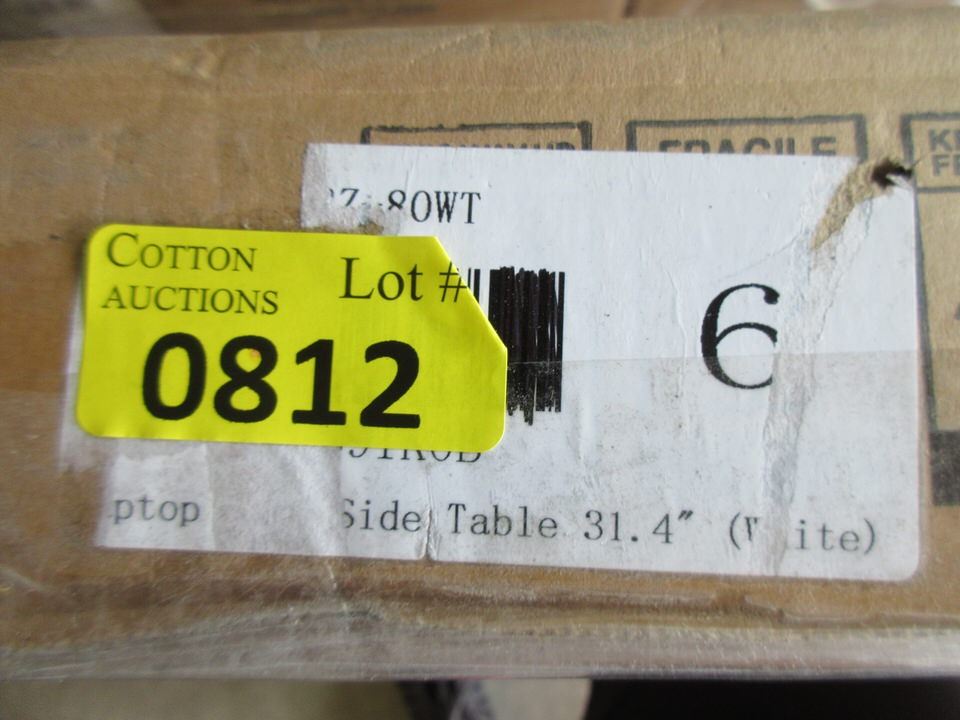 FRAGILE
80WT
COTTON
AUCTIONS
Lot #
0812
6
ptop Side Table 31.4" (W ite)